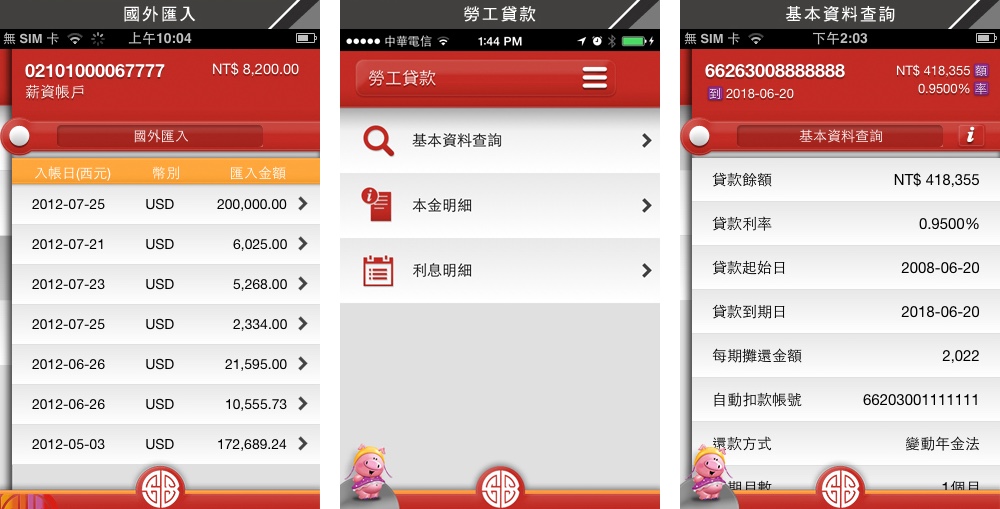 國外匯入
無 SIM 卡 上午10:04
02101000067777 NT$ 8,200.00
薪資帳戶
國外匯入
入帳日(西元) 幣別 匯入金額
2012-07-25 USD 200,000.00
2012-07-21 USD 6,025.00
2012-07-23 USD 5,268.00
2012-07-25 USD 2,334.00
2012-06-26 USD 21,595.00
2012-06-26 USD 10,555.73
2012-05-03 USD 172,689.24
勞工貸款
中華電信 1:44 PM
勞工貸款
基本資料查詢
本金明細
利息明細
基本資料查詢
無 SIM 卡 下午2:03
66263008888888 NT$ 418,355 額
到 2018-06-20 0.9500% 率
基本資料查詢 i
貸款餘額 NT$ 418,355
貸款利率 0.9500%
貸款起始日 2008-06-20
貸款到期日 2018-06-20
每期攤還金額 2,022
自動扣款帳號 66203001111111
還款方式 變動年金法
期日數 1個月